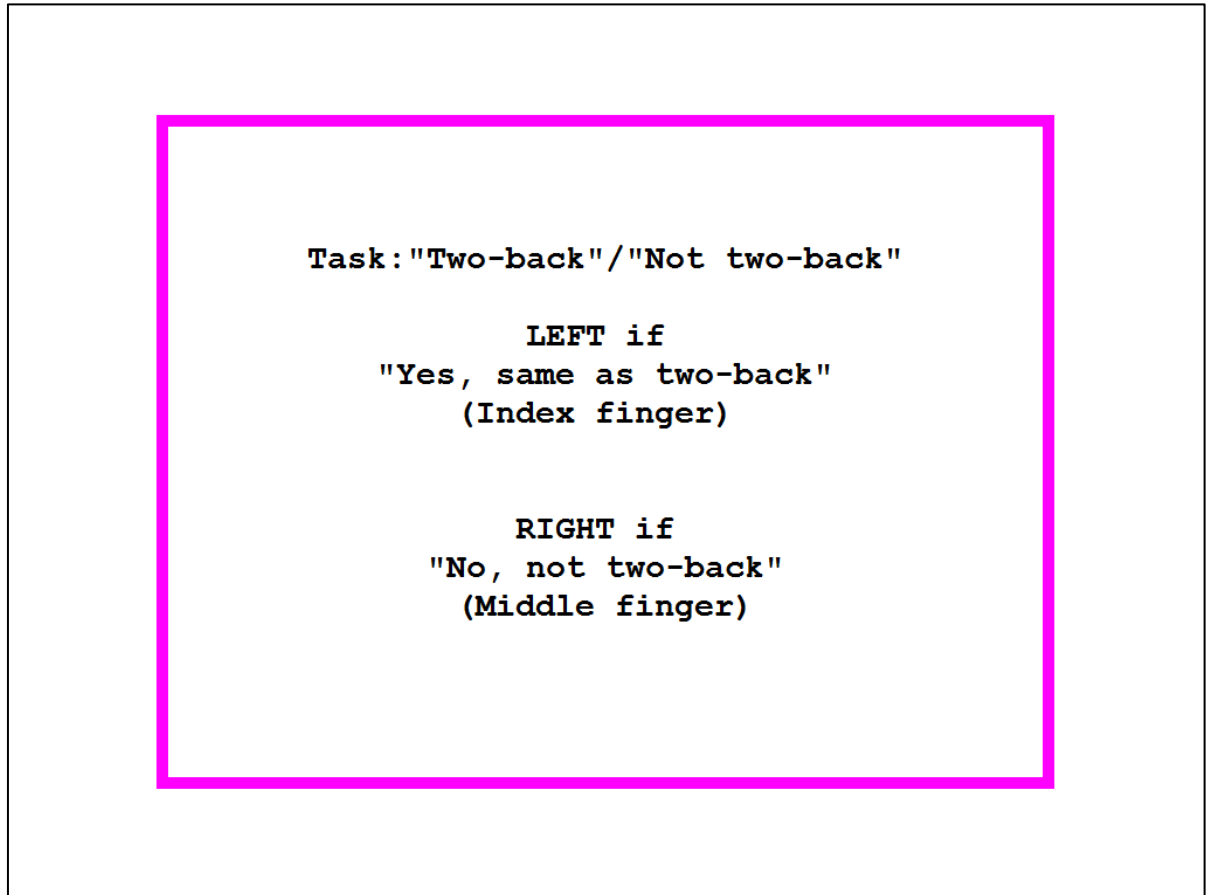 Task:"Two-back"/"Not two-back"
LEFT if
"Yes, same as two-back"
(Index finger)
RIGHT if
"No, not two-back"
(Middle finger)